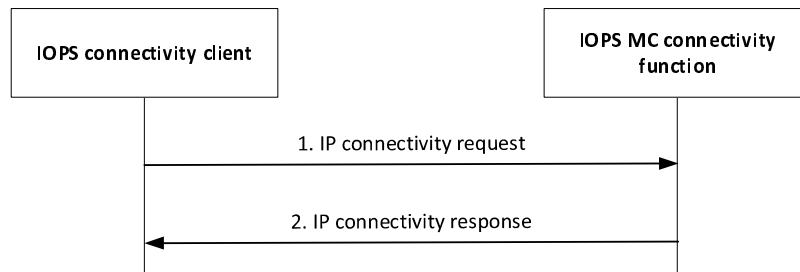 IOPS connectivity client
IOPS MC connectivity
function
1. IP connectivity request
2. IP connectivity response